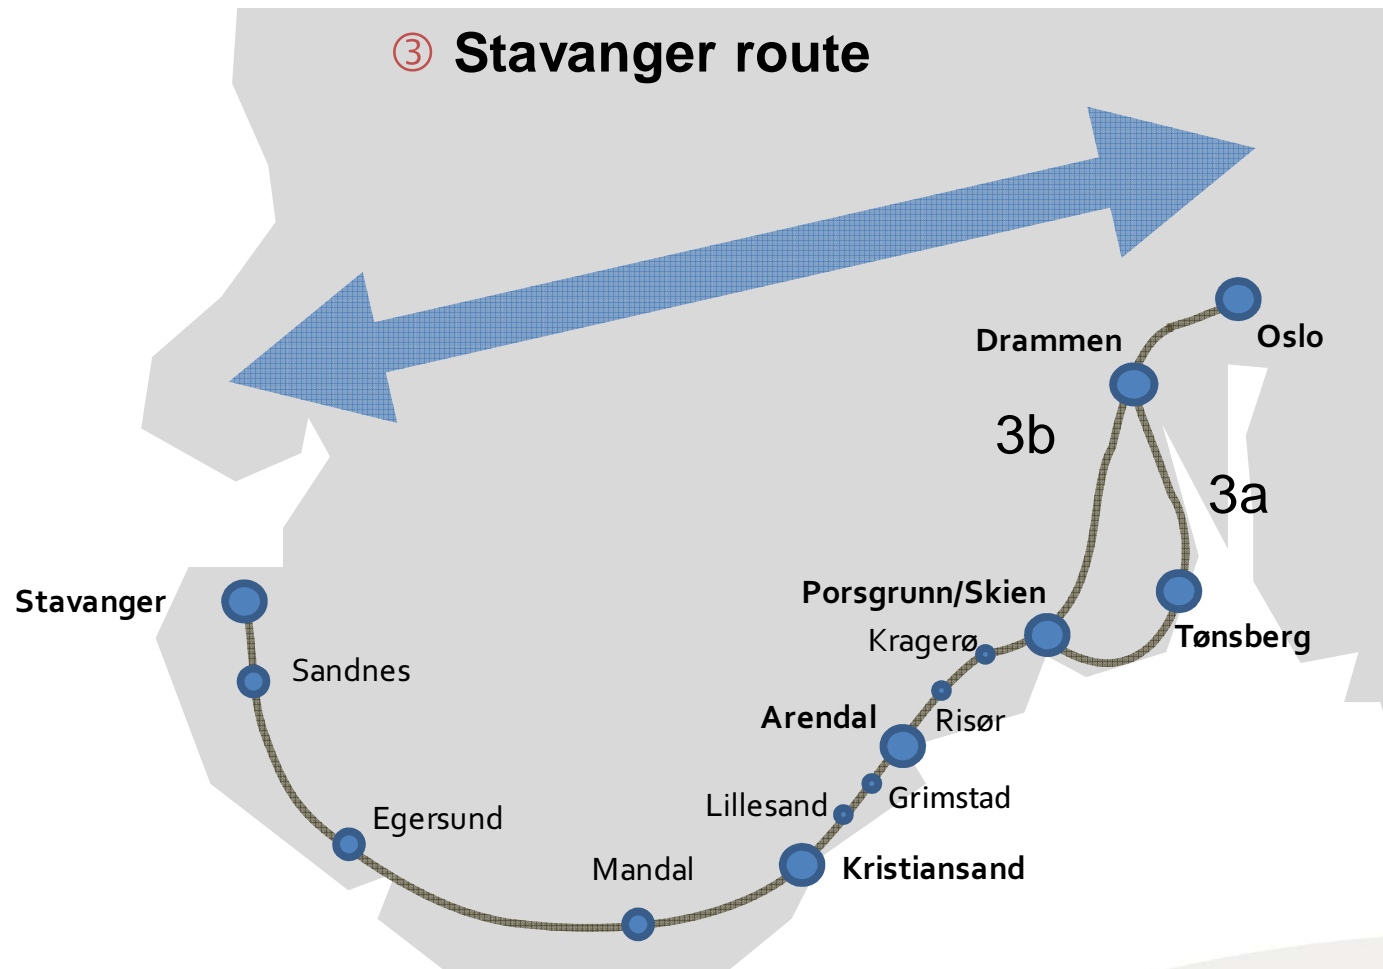 ③ Stavanger route
Drammen
Oslo
3b
3a
Stavanger
Porsgrunn/Skien
Kragerø
Tønsberg
Sandnes
Arendal
Risør
Lillesand
Grimstad
Egersund
Mandal
Kristiansand